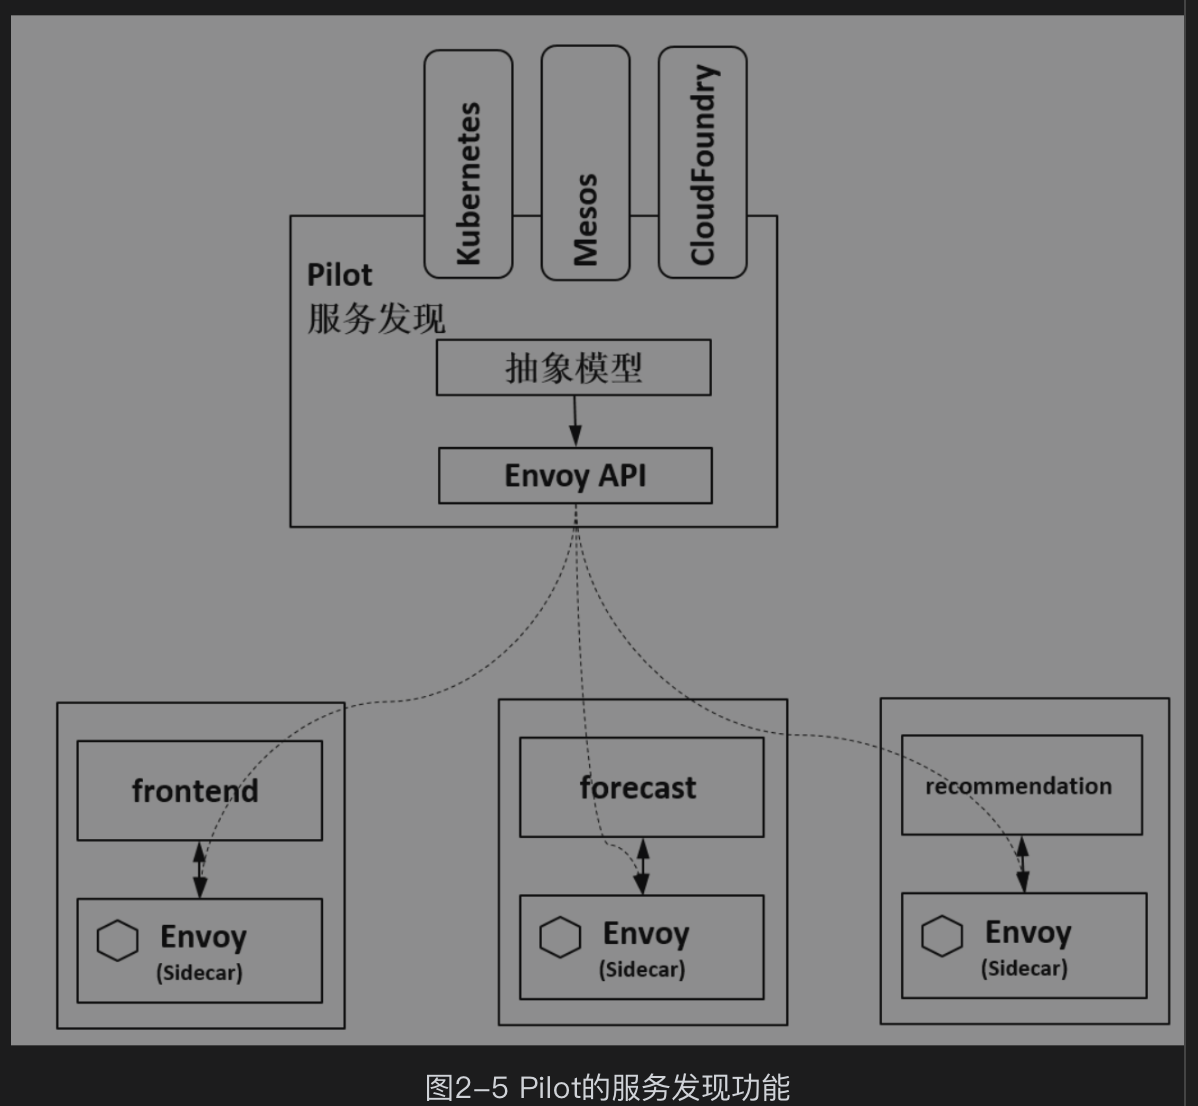 Kubernetes
Mesos
CloudFoundry
Pilot
服务发现
抽象模型
Envoy API
frontend
Envoy
(Sidecar)
forecast
Envoy
(Sidecar)
recommendation
Envoy
(Sidecar)
图2-5 Pilot的服务发现功能